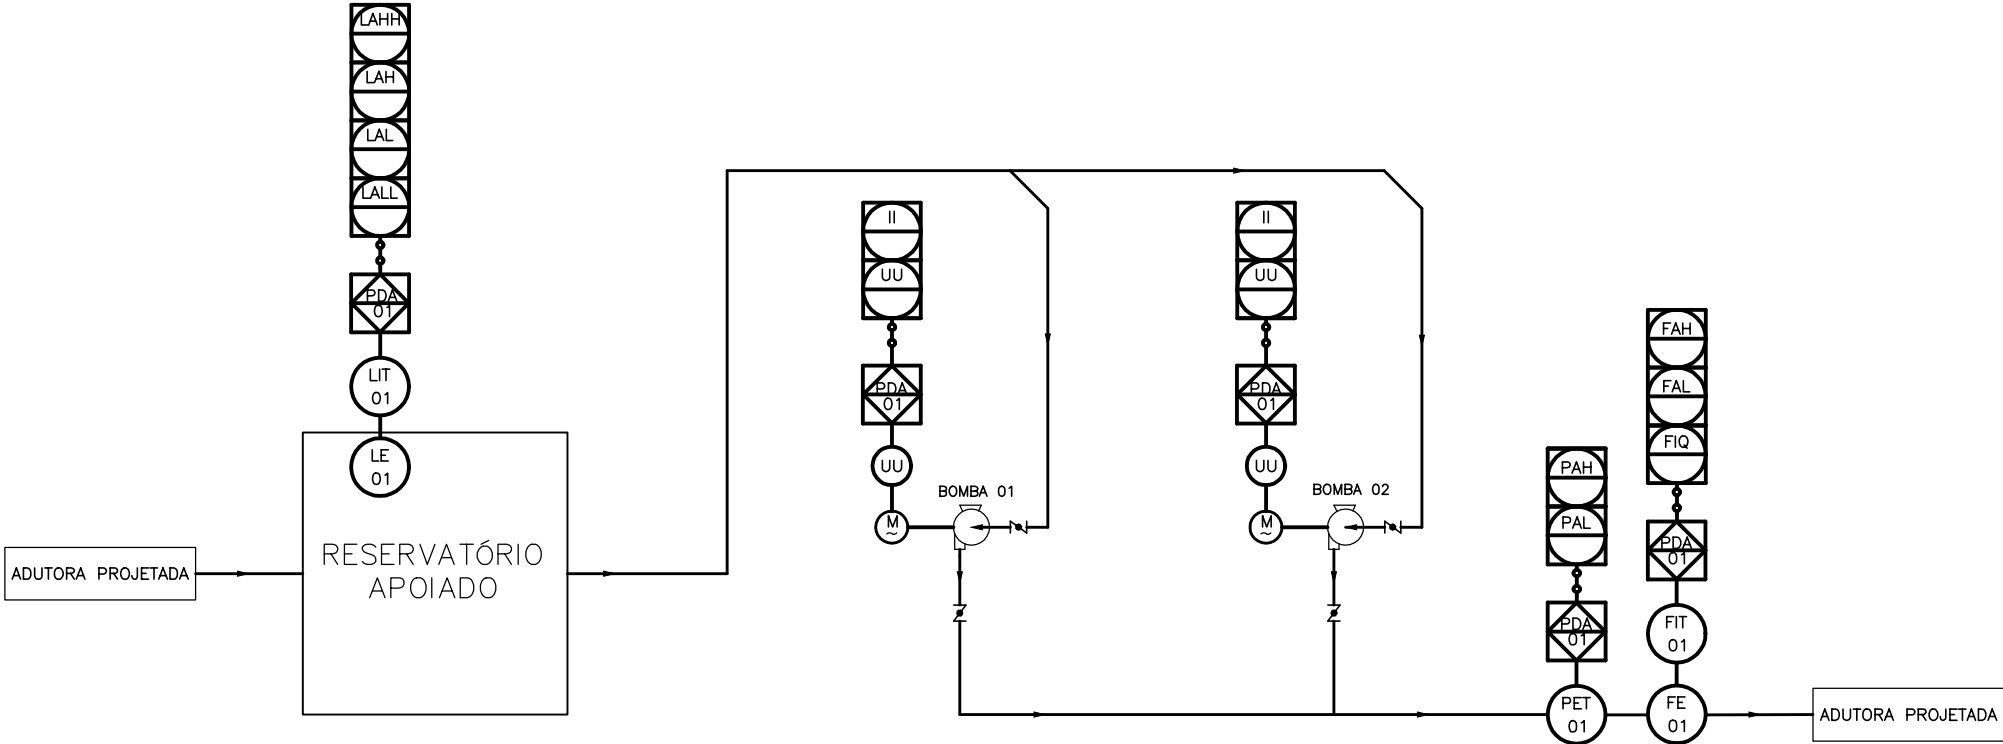 LAHH
LAH
LAL
LALL
PDA
01
LIT
01
LE
01
ADUTORA PROJETADA
RESERVATÓRIO
APOIADO
II
UU
PDA
01
UU
M
~
BOMBA 01
II
UU
PDA
01
UU
M
~
BOMBA 02
PAH
PAL
PDA
01
PET
01
FAH
FAL
FIQ
PDA
01
FIT
01
FE
01
ADUTORA PROJETADA